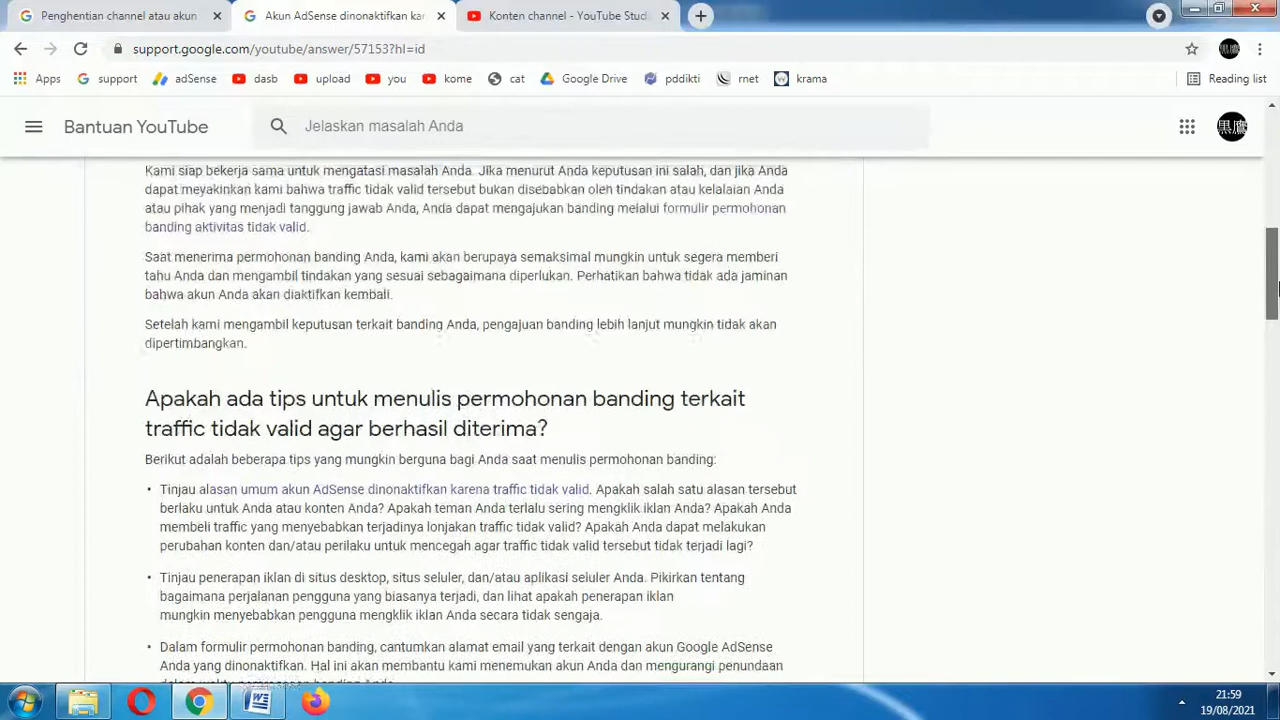 Penghentian channel atau akun
Akun AdSense dinonaktifkan kar
Konten channel - YouTube Stud
support.google.com/youtube/answer/57153?hl=id
Apps support adSense dasb upload you kome cat Google Drive pddikti rnet krama Reading list
Bantuan YouTube
Jelaskan masalah Anda
黒鷹
Kami siap bekerja sama untuk mengatasi masalah Anda. Jika menurut Anda keputusan ini salah, dan jika Anda
dapat meyakinkan kami bahwa traffic tidak valid tersebut bukan disebabkan oleh tindakan atau kelalaian Anda
atau pihak yang menjadi tanggung jawab Anda, Anda dapat mengajukan banding melalui formulir permohonan
banding aktivitas tidak valid.
Saat menerima permohonan banding Anda, kami akan berupaya semaksimal mungkin untuk segera memberi
tahu Anda dan mengambil tindakan yang sesuai sebagaimana diperlukan. Perhatikan bahwa tidak ada jaminan
bahwa akun Anda akan diaktifkan kembali.
Setelah kami mengambil keputusan terkait banding Anda, pengajuan banding lebih lanjut mungkin tidak akan
dipertimbangkan.
Apakah ada tips untuk menulis permohonan banding terkait
traffic tidak valid agar berhasil diterima?
Berikut adalah beberapa tips yang mungkin berguna bagi Anda saat menulis permohonan banding:
• Tinjau alasan umum akun AdSense dinonaktifkan karena traffic tidak valid. Apakah salah satu alasan tersebut
berlaku untuk Anda atau konten Anda? Apakah teman Anda terlalu sering mengklik iklan Anda? Apakah Anda
membeli traffic yang menyebabkan terjadinya lonjakan traffic tidak valid? Apakah Anda dapat melakukan
perubahan konten dan/atau perilaku untuk mencegah agar traffic tidak valid tersebut tidak terjadi lagi?
• Tinjau penerapan iklan di situs desktop, situs seluler, dan/atau aplikasi seluler Anda. Pikirkan tentang
bagaimana perjalanan pengguna yang biasanya terjadi, dan lihat apakah penerapan iklan
mungkin menyebabkan pengguna mengklik iklan Anda secara tidak sengaja.
• Dalam formulir permohonan banding, cantumkan alamat email yang terkait dengan akun Google AdSense
Anda yang dinonaktifkan. Hal ini akan membantu kami menemukan akun Anda dan mengurangi penundaan
21:59
19/08/2021